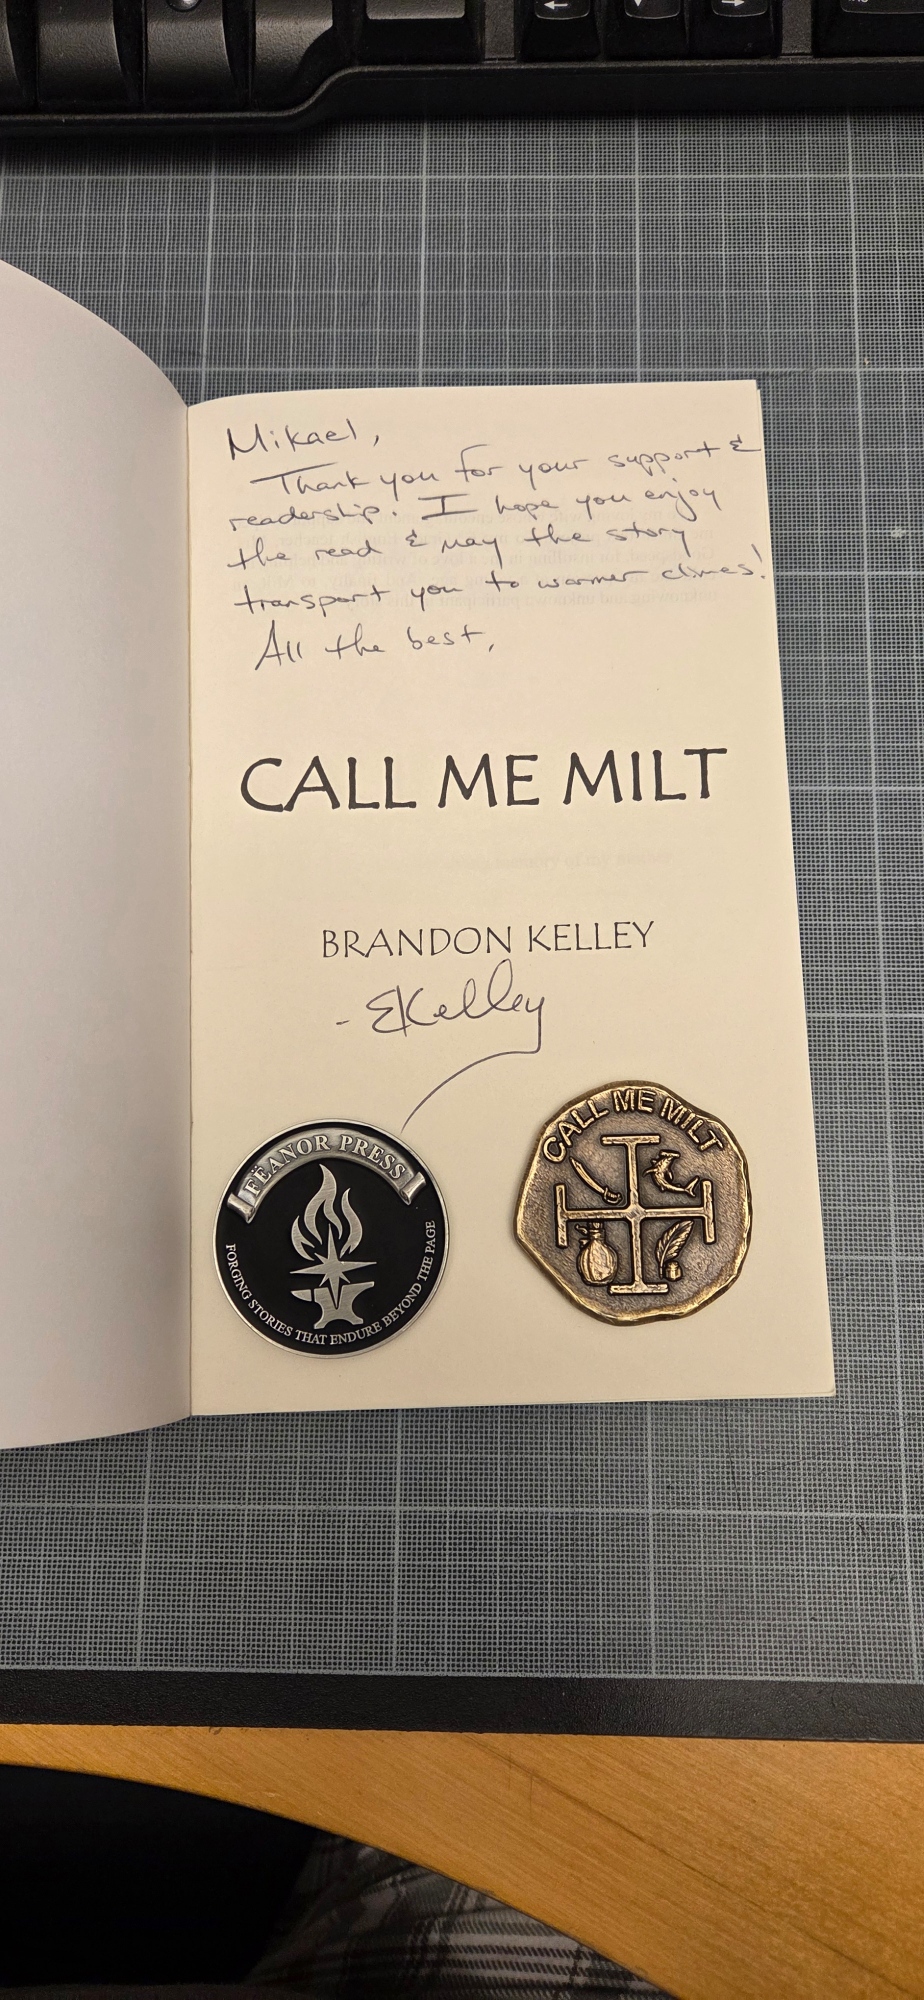 Mikael,
Thank you for your support &
readership. I hope you enjoy
the read & may the story
transport you to warmer climes!
All the best,
CALL ME MILT
BRANDON KELLEY
- BKelley
FËANOR PRESS
FORGING STORIES THAT ENDURE BEYOND THE PAGE
CALL ME MILT